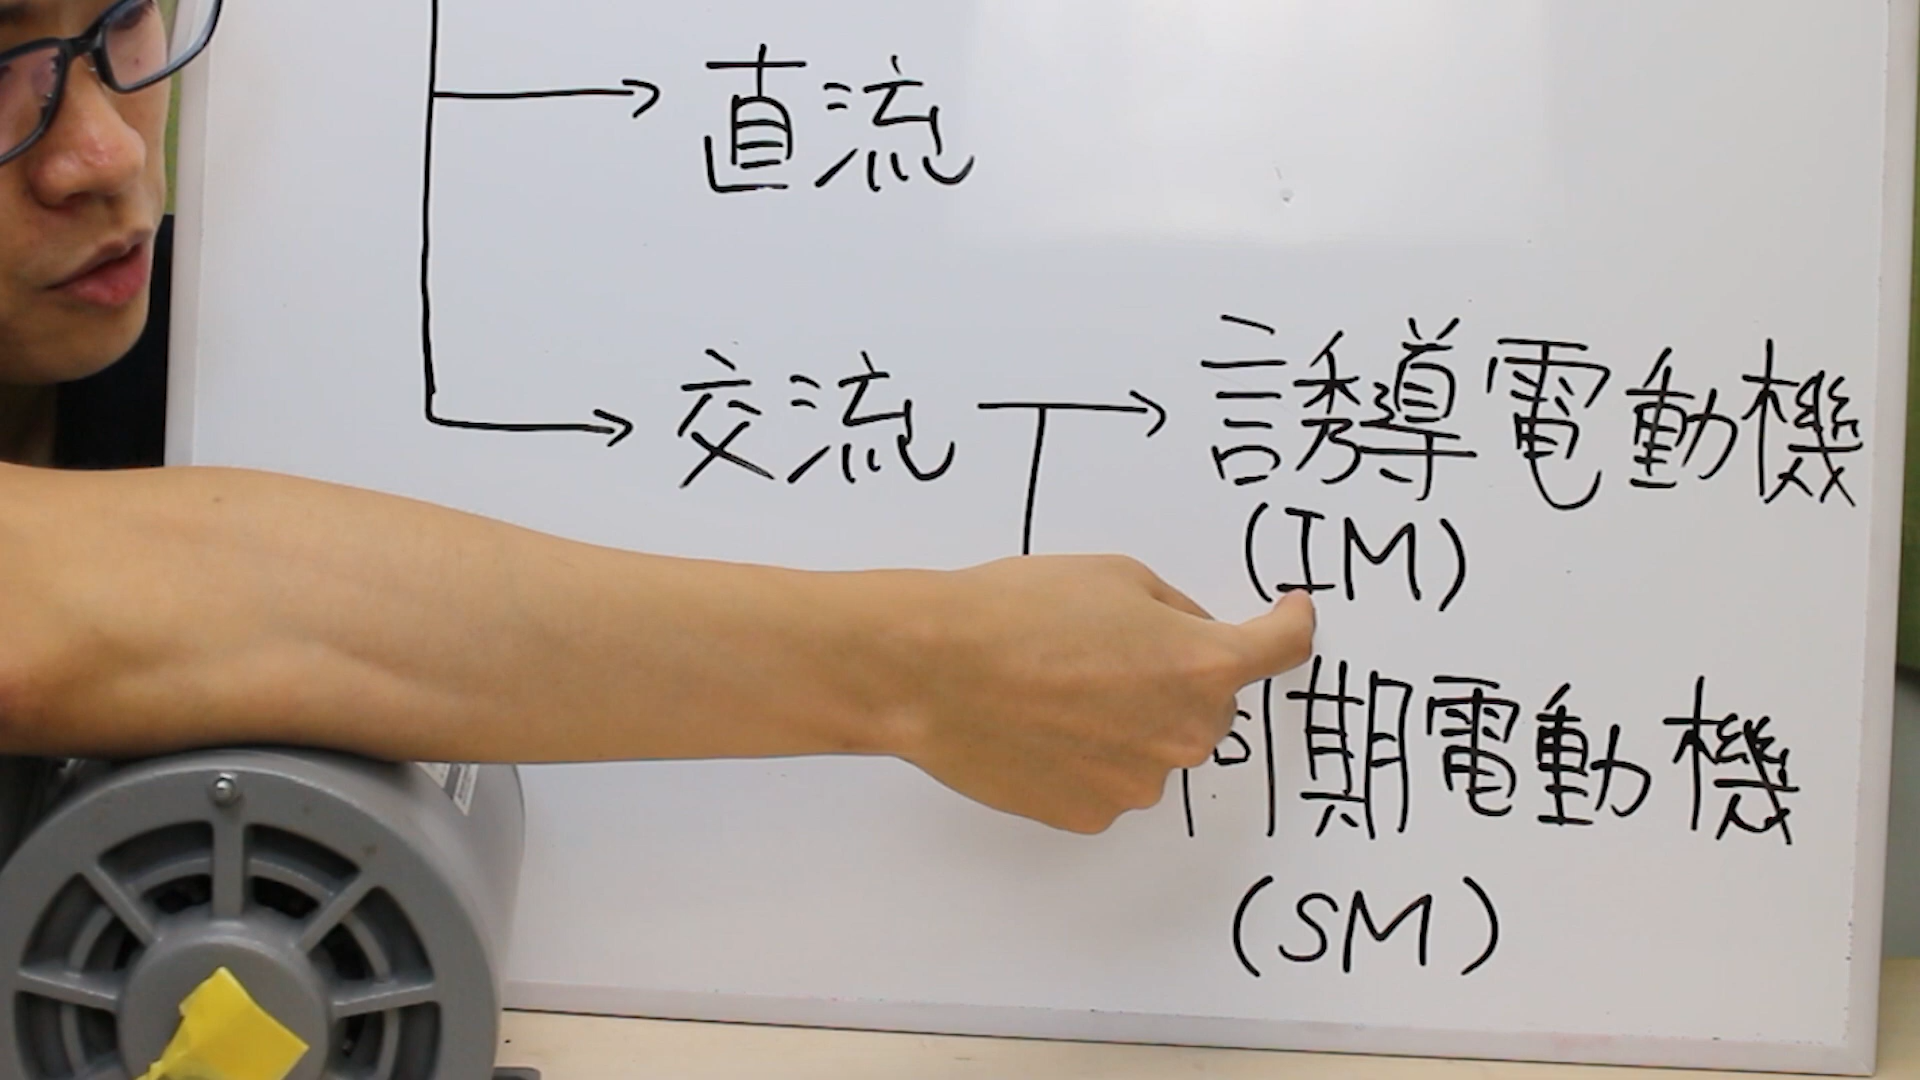 直流
交流
誘導電動機
(IM)
同期電動機
(SM)